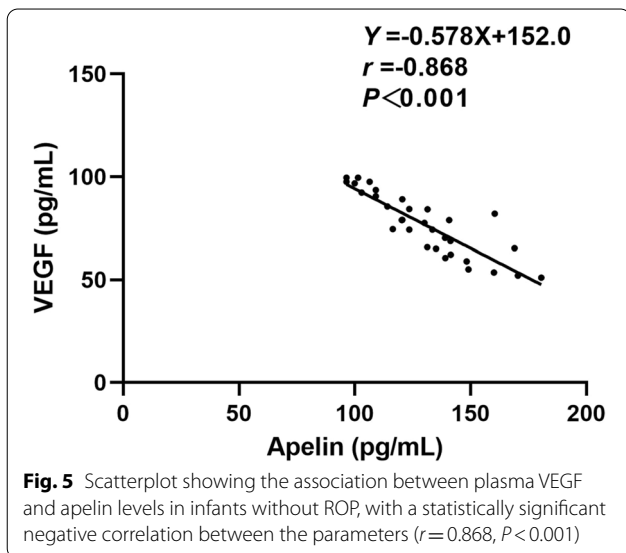 Y =-0.578X+152.0
r =-0.868
P<0.001
150
100
50
0
VEGF (pg/mL)
0 50 100 150 200
Apelin (pg/mL)
Fig. 5 Scatterplot showing the association between plasma VEGF
and apelin levels in infants without ROP, with a statistically significant
negative correlation between the parameters (r = 0.868, P < 0.001)